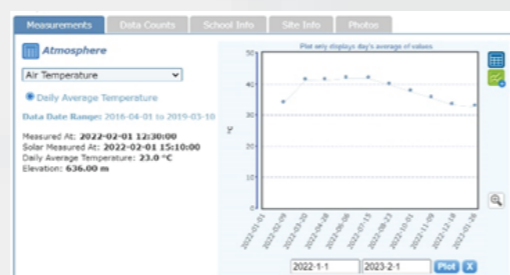 Measurements
Data Counts
School Info
Site Info
Photos
Atmosphere
Air Temperature
Daily Average Temperature
Data Date Range: 2016-04-01 to 2019-03-10
Measured At: 2022-02-01 12:30:00
Solar Measured At: 2022-02-01 15:10:00
Daily Average Temperature: 23.0 °C
Elevation: 636.00 m
Plot only displays day's average of values
50
40
30
20
10
0
°C
2022-01-01
2022-02-09
2022-03-20
2022-04-28
2022-06-06
2022-07-15
2022-08-23
2022-10-01
2022-11-09
2022-12-18
2023-01-26
2022-1-1
2023-2-1
Plot
X